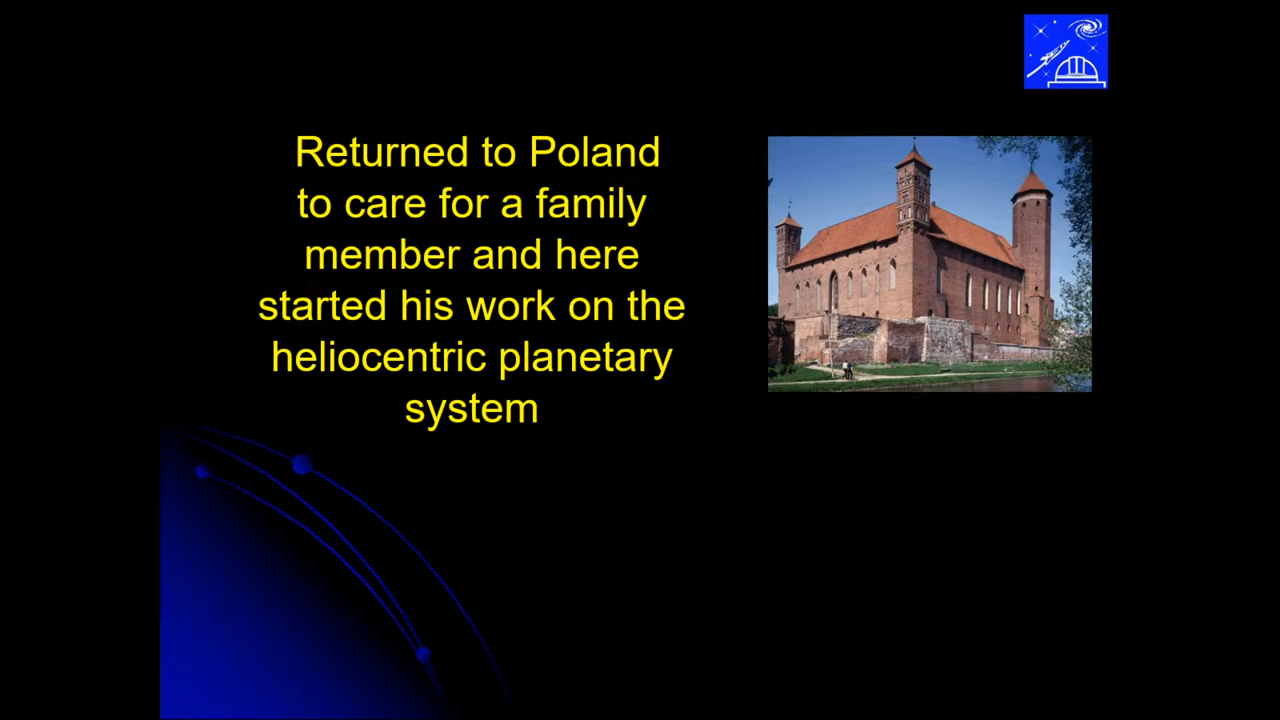 Returned to Poland
to care for a family
member and here
started his work on the
heliocentric planetary
system